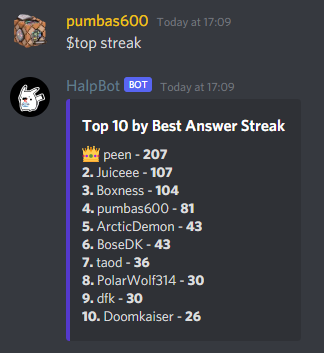 pumbas600 Today at 17:09
$top streak
HalpBot BOT Today at 17:09
Top 10 by Best Answer Streak
👑 peen - 207
2. Juiceee - 107
3. Boxness - 104
4. pumbas600 - 81
5. ArcticDemon - 43
6. BoseDK - 43
7. taod - 36
8. PolarWolf314 - 30
9. dfk - 30
10. Doomkaiser - 26